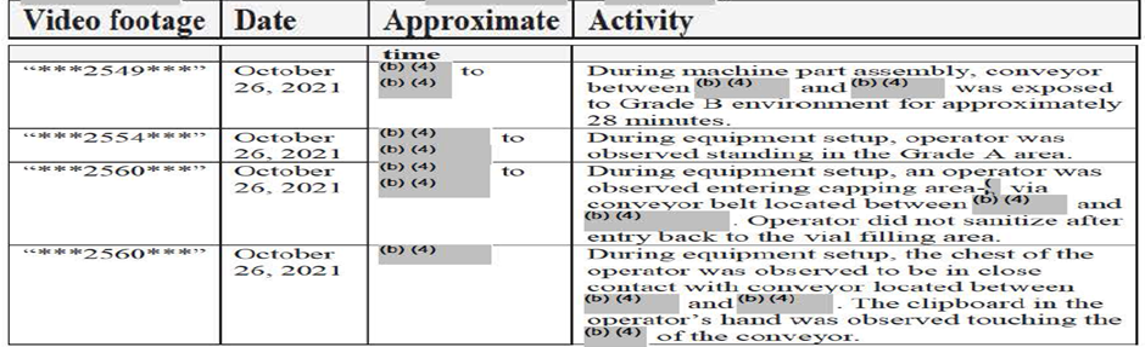 Video footage Date Approximate Activity
time
“***2549***” October (b) (4) to During machine part assembly, conveyor
26, 2021 (b) (4) between (b) (4) and (b) (4) was exposed
to Grade B environment for approximately
28 minutes.
“***2554***” October (b) (4) to During equipment setup, operator was
26, 2021 (b) (4) observed standing in the Grade A area.
“***2560***” October (b) (4) to During equipment setup, an operator was
26, 2021 (b) (4) observed entering capping area- via
conveyor belt located between (b) (4) and
(b) (4) . Operator did not sanitize after
entry back to the vial filling area.
“***2560***” October (b) (4) During equipment setup, the chest of the
26, 2021 operator was observed to be in close
contact with conveyor located between
(b) (4) and (b) (4) . The clipboard in the
operator’s hand was observed touching the
(b) (4) of the conveyor.